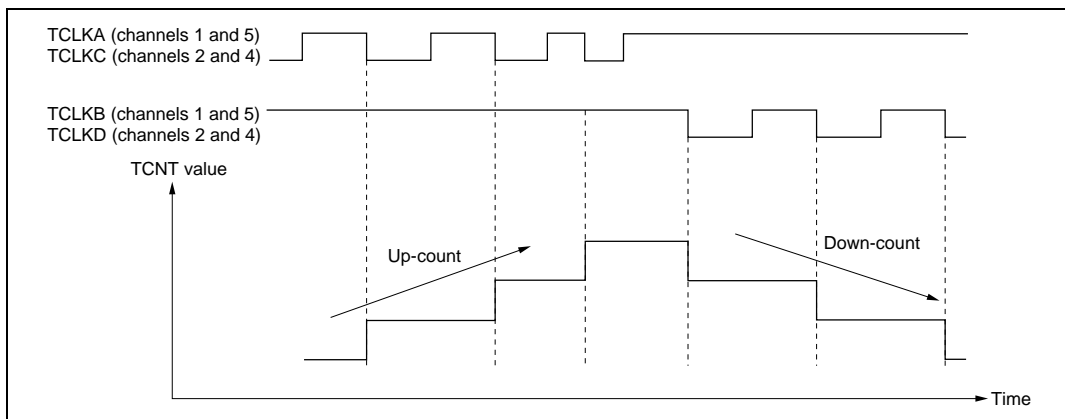 TCLKA (channels 1 and 5)
TCLKC (channels 2 and 4)
TCLKB (channels 1 and 5)
TCLKD (channels 2 and 4)
TCNT value
Up-count
Down-count
Time